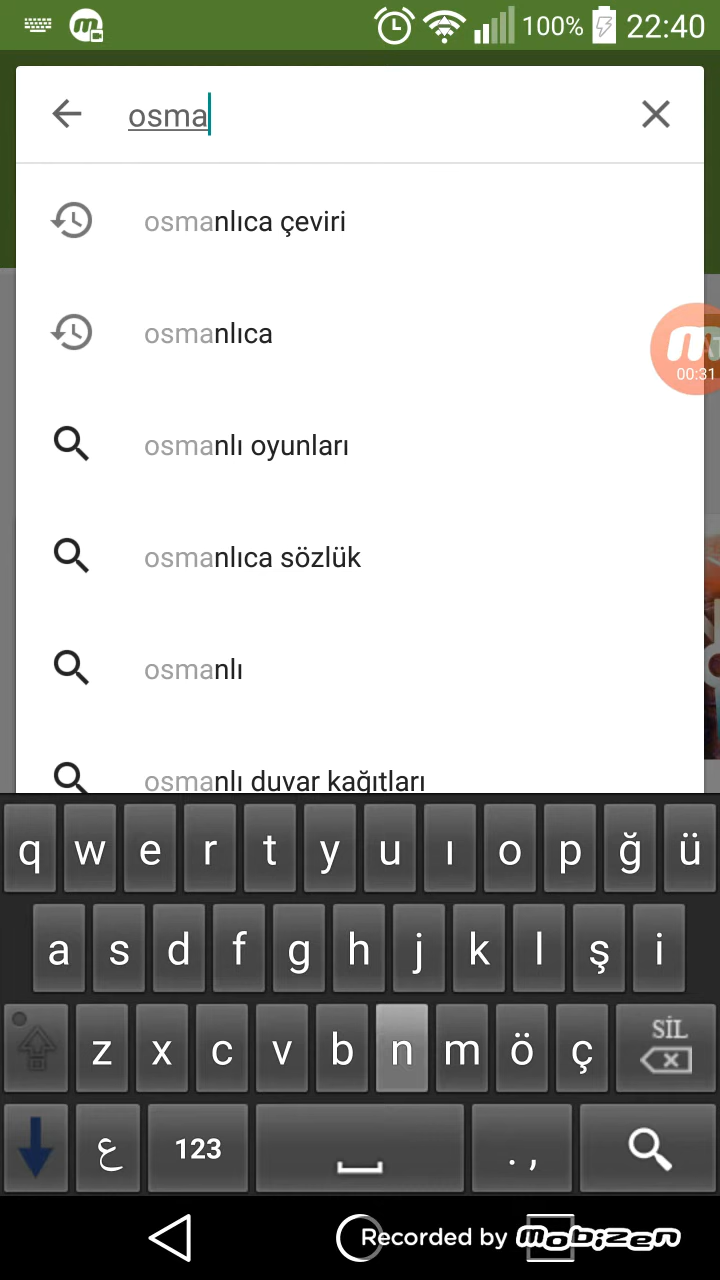 100% 22:40
osma
osmanlıca çeviri
osmanlıca
00:31
osmanlı oyunları
osmanlıca sözlük
osmanlı
osmanlı duvar kağıtları
q w e r t y u ı o p ğ ü
a s d f g h j k l ş i
z x c v b n m ö ç SİL
ع 123 . ,
Recorded by mobizen